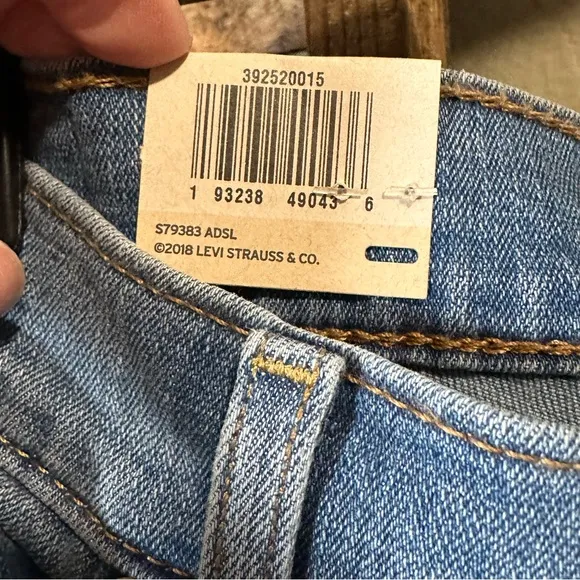 392520015
1 93238 49043 6
S79383 ADSL
©2018 LEVI STRAUSS & CO.